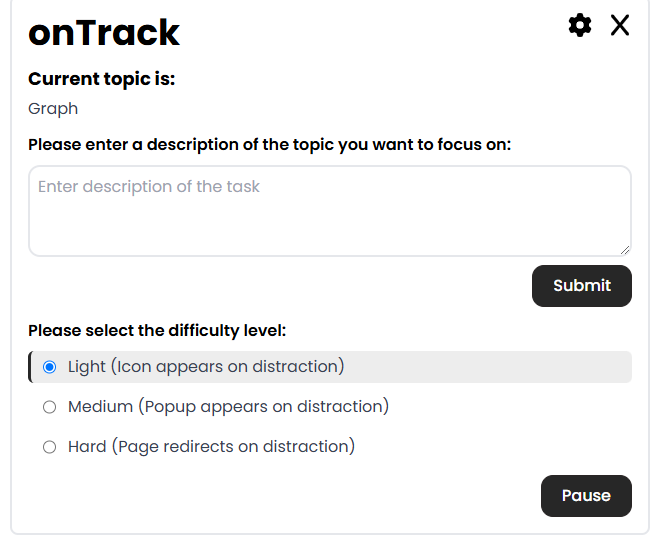 onTrack
Current topic is:
Graph
Please enter a description of the topic you want to focus on:
Enter description of the task
Submit
Please select the difficulty level:
Light (Icon appears on distraction)
Medium (Popup appears on distraction)
Hard (Page redirects on distraction)
Pause